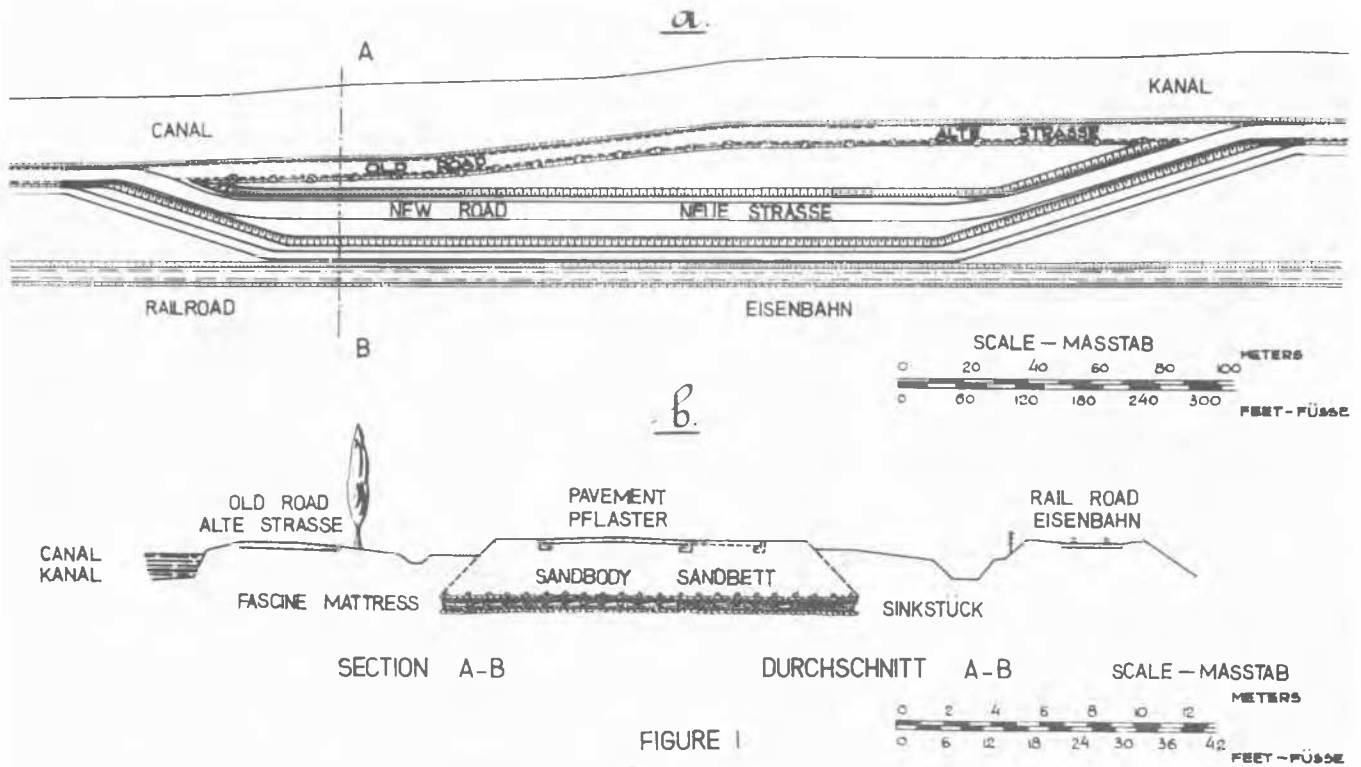 a.
A
KANAL
CANAL
ALTE STRASSE
OLD ROAD
NEW ROAD NEUE STRASSE
RAILROAD EISENBAHN
B
SCALE — MASSTAB
METERS
0 20 40 60 80 100
0 60 120 180 240 300
FEET-FÜSSE
b.
OLD ROAD
ALTE STRASSE
PAVEMENT
PFLASTER
RAIL ROAD
EISENBAHN
CANAL
KANAL
SANDBODY SANDBETT
FASCINE MATTRESS
SINKSTÜCK
SECTION A-B
DURCHSCHNITT A-B
SCALE — MASSTAB
METERS
0 2 4 6 8 10 12
0 6 12 18 24 30 36 42
FEET-FÜSSE
FIGURE I